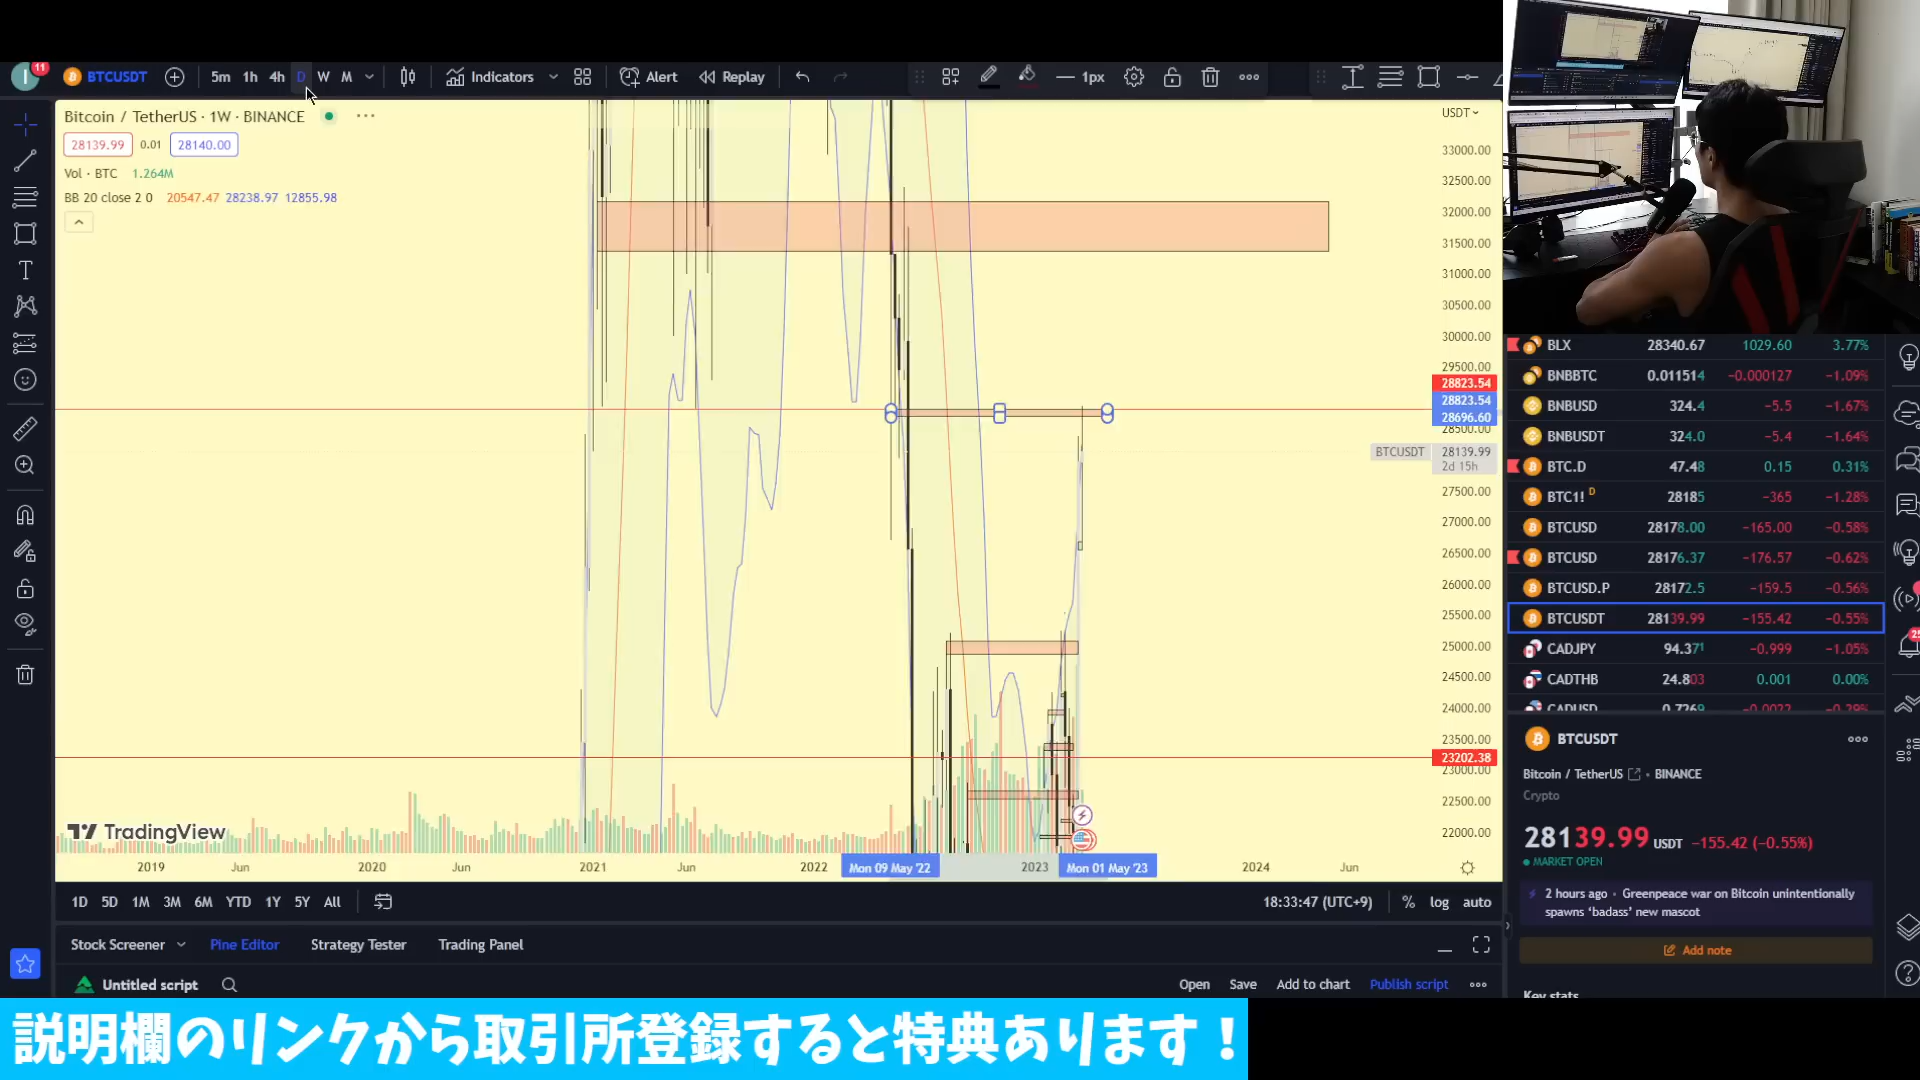 11
BTCUSDT
5m 1h 4h D W M
Indicators
Alert
Replay
1px
Bitcoin / TetherUS · 1W · BINANCE
28139.99 0.01 28140.00
Vol · BTC 1.264M
BB 20 close 2 0 20547.47 28238.97 12855.98
USDT
33000.00
32500.00
32000.00
31500.00
31000.00
30500.00
30000.00
29500.00
28823.54
28823.54
28696.60
28500.00
BTCUSDT 28139.99
2d 15h
27500.00
27000.00
26500.00
26000.00
25500.00
25000.00
24500.00
24000.00
23500.00
23202.38
23000.00
22500.00
22000.00
TradingView
2019 Jun 2020 Jun 2021 Jun 2022 Mon 09 May '22 2023 Mon 01 May '23 2024 Jun
1D 5D 1M 3M 6M YTD 1Y 5Y All
18:33:47 (UTC+9) % log auto
Stock Screener Pine Editor Strategy Tester Trading Panel
Untitled script
Open Save Add to chart Publish script
BLX 28340.67 1029.60 3.77%
BNBBTC 0.011514 −0.000127 −1.09%
BNBUSD 324.4 −5.5 −1.67%
BNBUSDT 324.0 −5.4 −1.64%
BTC.D 47.48 0.15 0.31%
BTC1! D 28185 −365 −1.28%
BTCUSD 28178.00 −165.00 −0.58%
BTCUSD 28176.37 −176.57 −0.62%
BTCUSD.P 28172.5 −159.5 −0.56%
BTCUSDT 28139.99 −155.42 −0.55%
CADJPY 94.371 −0.999 −1.05%
CADTHB 24.803 0.001 0.00%
CADUSD 0.7269 −0.0022 −0.29%
BTCUSDT
Bitcoin / TetherUS • BINANCE
Crypto
28139.99 USDT −155.42 (−0.55%)
MARKET OPEN
2 hours ago • Greenpeace war on Bitcoin unintentionally
spawns ‘badass’ new mascot
Add note
Key stats
説明欄のリンクから取引所登録すると特典あります！